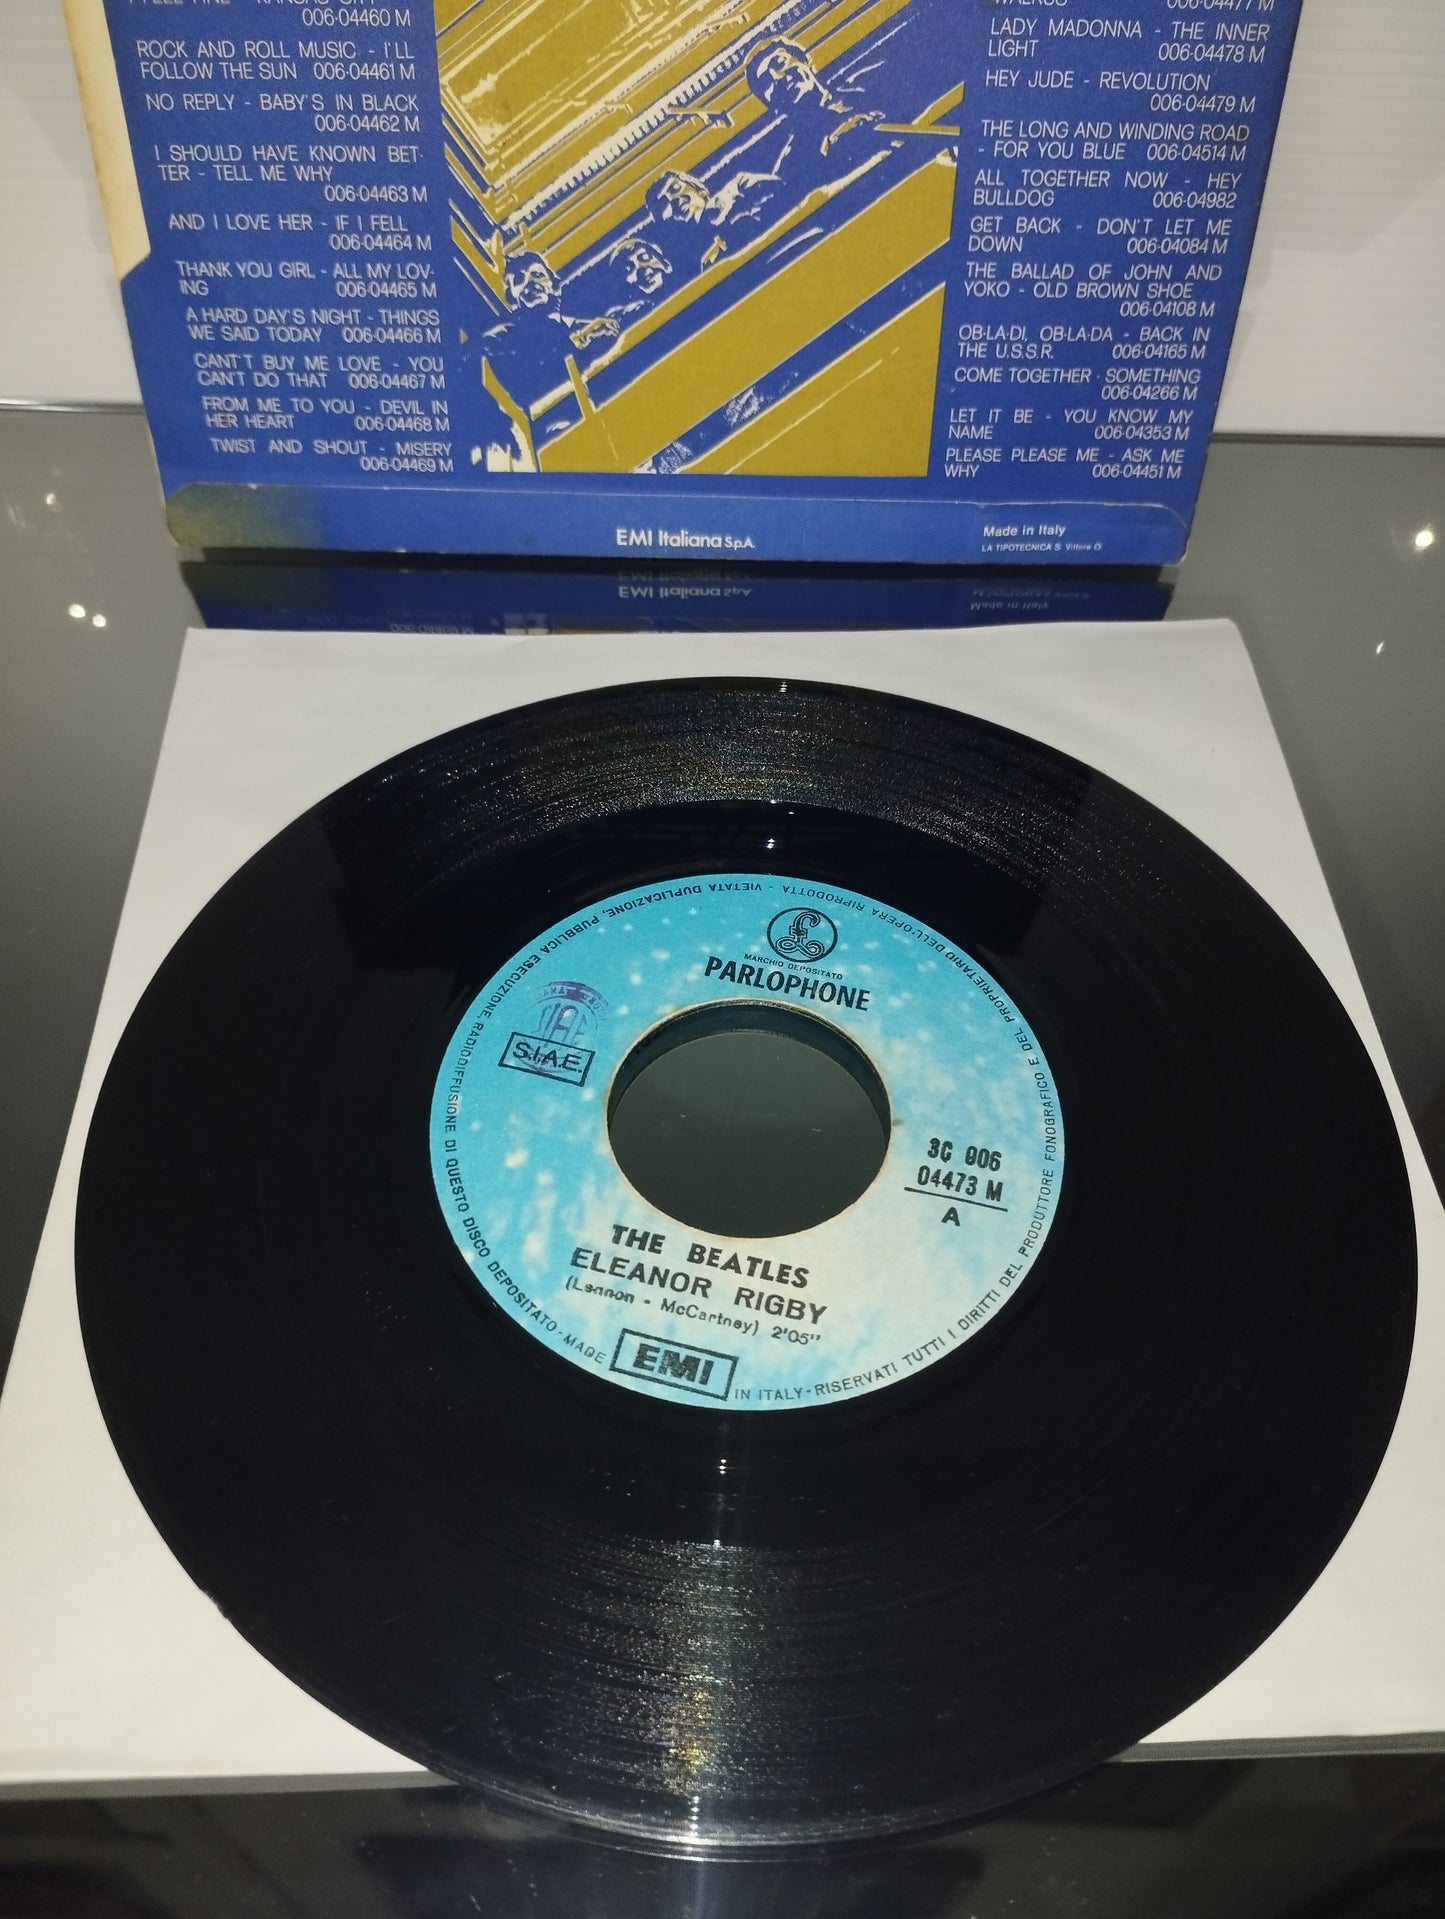 006-04460 M
ROCK AND ROLL MUSIC - I'LL
FOLLOW THE SUN 006-04461 M
NO REPLY - BABY'S IN BLACK
006-04462 M
I SHOULD HAVE KNOWN BET-
TER - TELL ME WHY
006-04463 M
AND I LOVE HER - IF I FELL
006-04464 M
THANK YOU GIRL - ALL MY LOV-
ING 006-04465 M
A HARD DAY'S NIGHT - THINGS
WE SAID TODAY 006-04466 M
CANT'T BUY ME LOVE - YOU
CAN'T DO THAT 006-04467 M
FROM ME TO YOU - DEVIL IN
HER HEART 006-04468 M
TWIST AND SHOUT - MISERY
006-04469 M
WALRUS 006-04477 M
LADY MADONNA - THE INNER
LIGHT 006-04478 M
HEY JUDE - REVOLUTION
006-04479 M
THE LONG AND WINDING ROAD
- FOR YOU BLUE 006-04514 M
ALL TOGETHER NOW - HEY
BULLDOG 006-04982
GET BACK - DON'T LET ME
DOWN 006-04084 M
THE BALLAD OF JOHN AND
YOKO - OLD BROWN SHOE
006-04108 M
OB-LA-DI, OB-LA-DA - BACK IN
THE U.S.S.R. 006-04165 M
COME TOGETHER - SOMETHING
006-04266 M
LET IT BE - YOU KNOW MY
NAME 006-04353 M
PLEASE PLEASE ME - ASK ME
WHY 006-04451 M
EMI Italiana S.p.A.
Made in Italy
LA TIPOTECNICA S. Vittore O.
MARCHIO DEPOSITATO
PARLOPHONE
S.I.A.E.
3C 006
04473 M
A
THE BEATLES
ELEANOR RIGBY
(Lennon - McCartney) 2'05"
EMI
MADE IN ITALY - RISERVATI TUTTI I DIRITTI DEL PRODUTTORE FONOGRAFICO E DEL PROPRIETARIO DELL'OPERA RIPRODOTTA - VIETATA DUPLICAZIONE, PUBBLICA ESECUZIONE, RADIODIFFUSIONE DI QUESTO DISCO DEPOSITATO